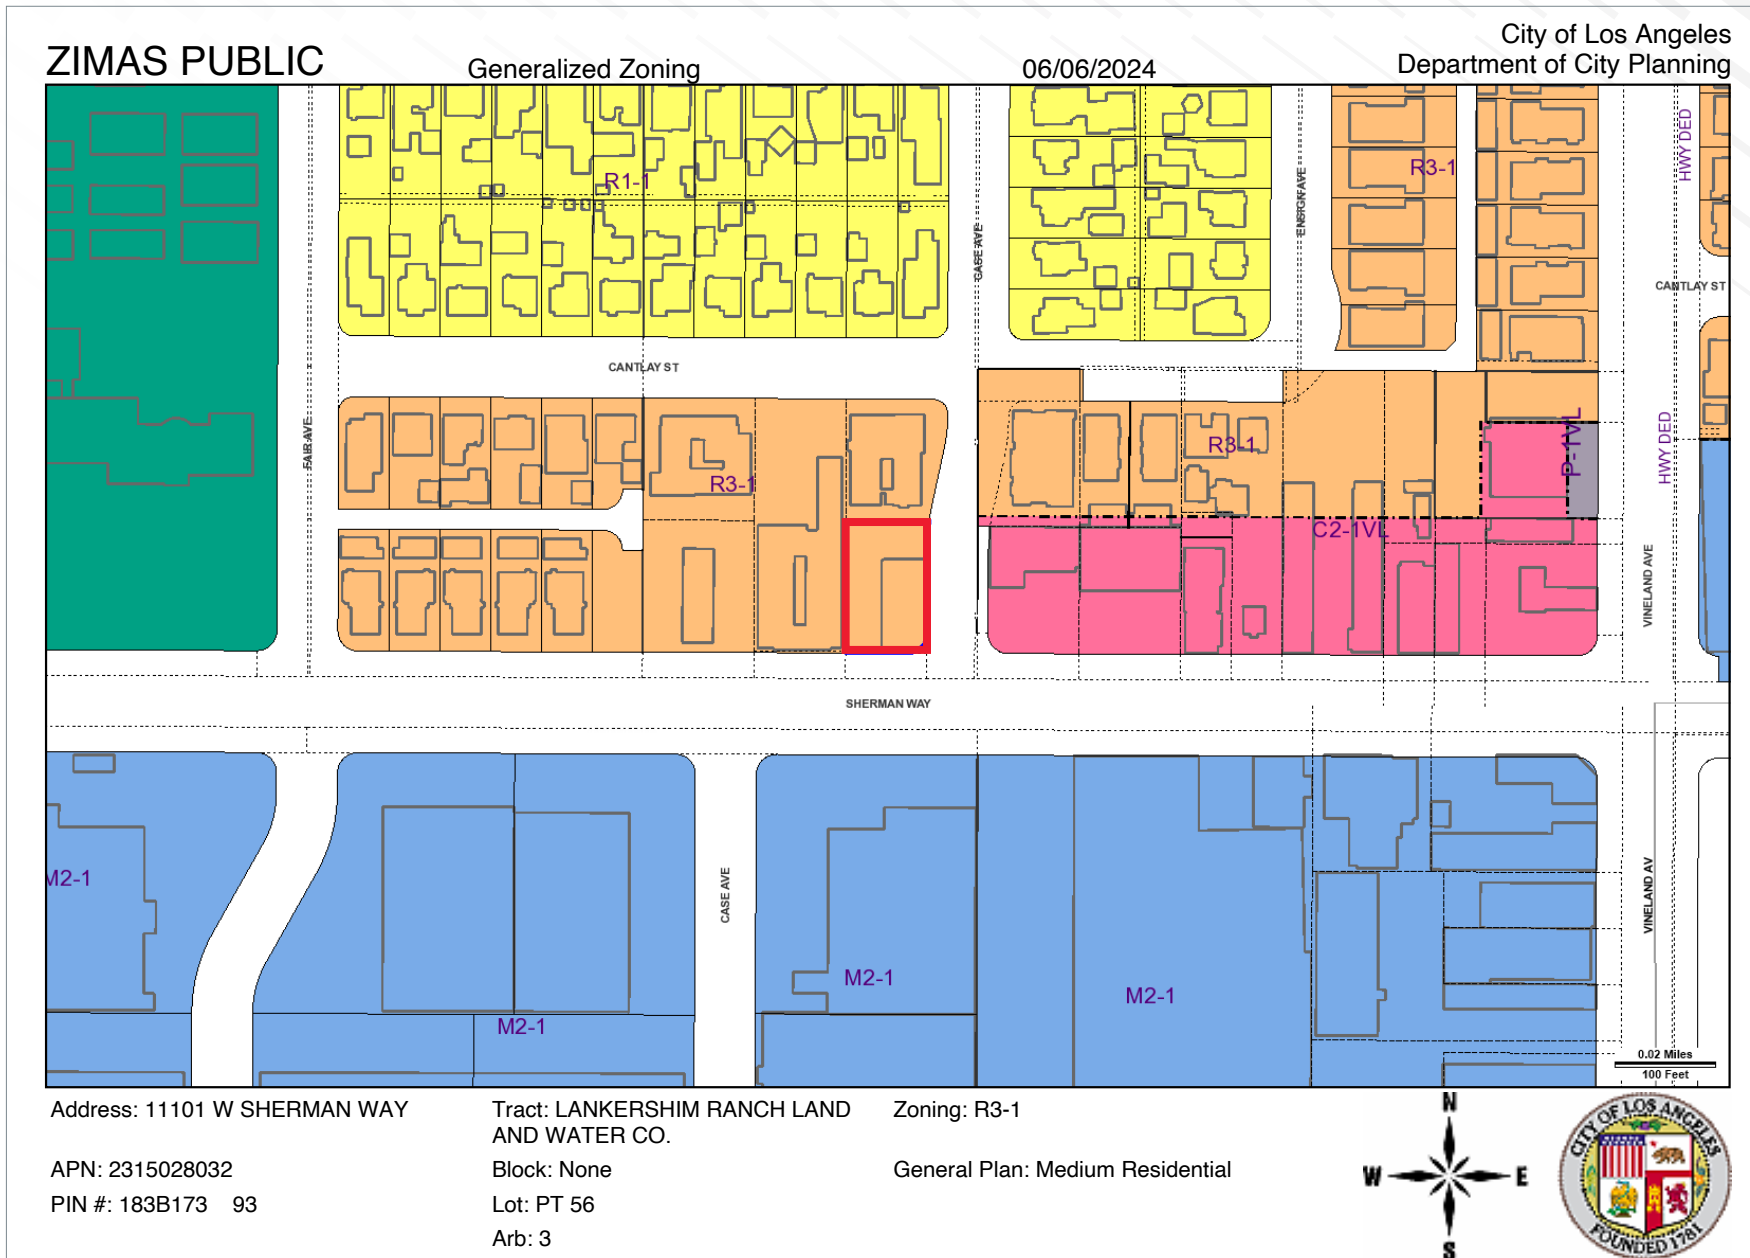 City of Los Angeles
ZIMAS PUBLIC
Generalized Zoning
06/06/2024
Department of City Planning
HWY DED
R1-1
R3-1
ENSIGN AVE
CASE AVE
CANTLAY ST
CANTLAY ST
FAIR AVE
R3-1
R3-1
P-1VL
HWY DED
C2-1VL
VINELAND AVE
SHERMAN WAY
M2-1
CASE AVE
VINELAND AV
M2-1
M2-1
M2-1
0.02 Miles
100 Feet
Address: 11101 W SHERMAN WAY
Tract: LANKERSHIM RANCH LAND
AND WATER CO.
Zoning: R3-1
APN: 2315028032
Block: None
General Plan: Medium Residential
PIN #: 183B173 93
Lot: PT 56
Arb: 3
N
W
E
S
CITY OF LOS ANGELES
FOUNDED 1781